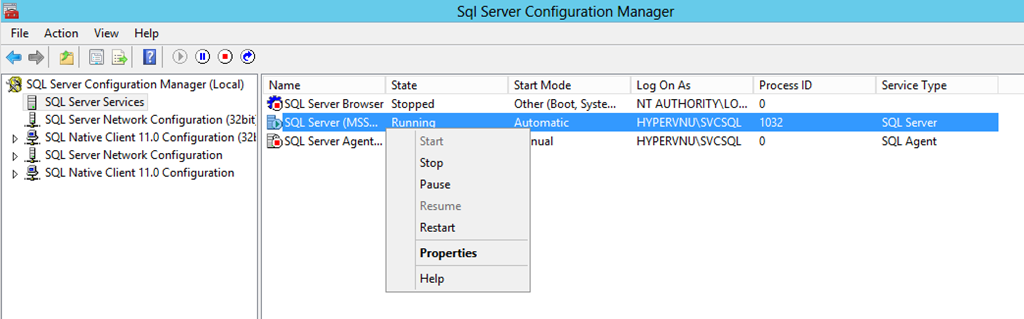 Sql Server Configuration Manager
File Action View Help
SQL Server Configuration Manager (Local)
SQL Server Services
SQL Server Network Configuration (32bit
SQL Native Client 11.0 Configuration (32bi
SQL Server Network Configuration
SQL Native Client 11.0 Configuration
Name State Start Mode Log On As Process ID Service Type
SQL Server Browser Stopped Other (Boot, Syste... NT AUTHORITY\LO... 0
SQL Server (MSS... Running Automatic HYPERVNU\SVCSQL 1032 SQL Server
SQL Server Agent... nual HYPERVNU\SVCSQL 0 SQL Agent
Start
Stop
Pause
Resume
Restart
Properties
Help